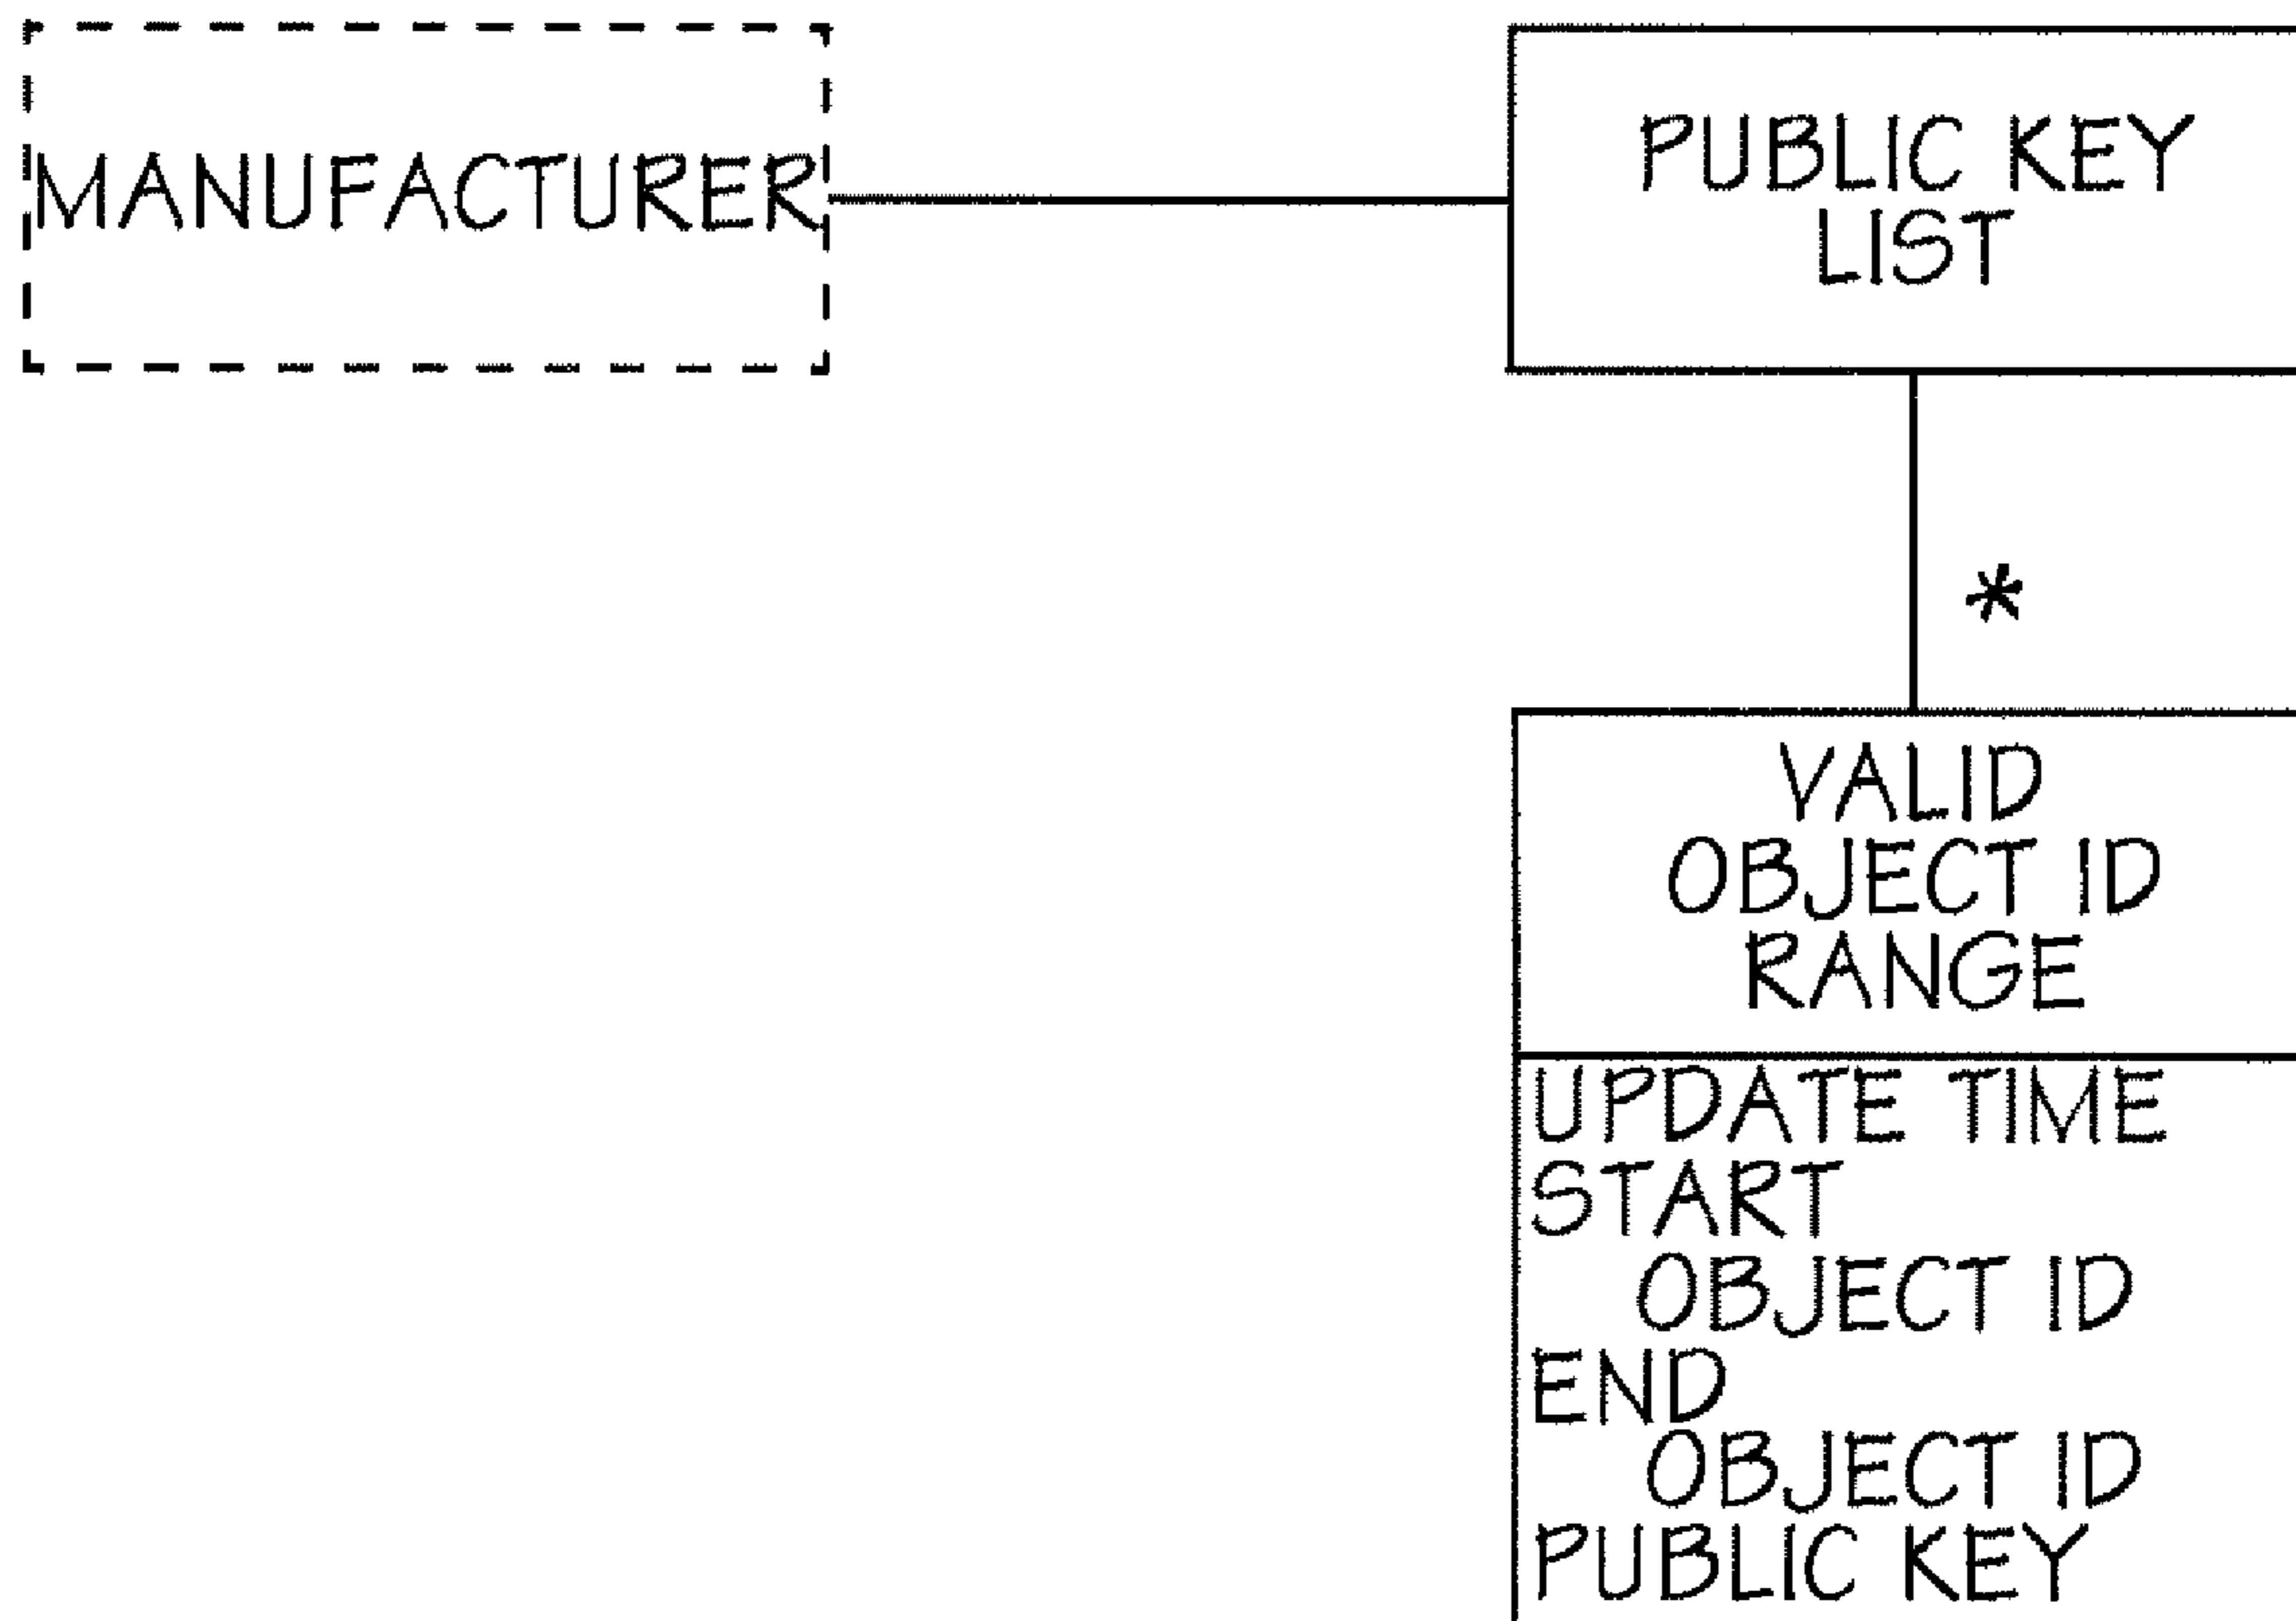 MANUFACTURER
PUBLIC KEY
LIST
*
VALID
OBJECT ID
RANGE
UPDATE TIME
START
OBJECT ID
END
OBJECT ID
PUBLIC KEY